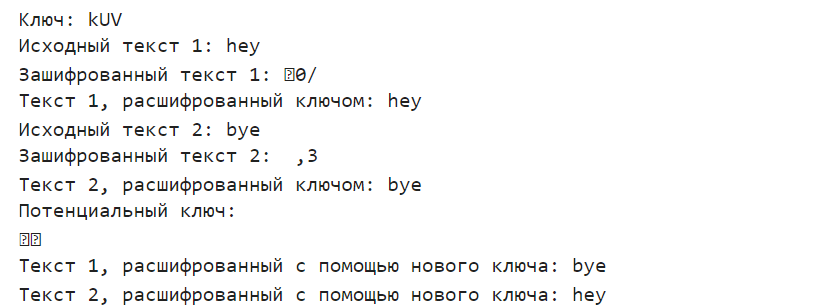 Ключ: kUV
Исходный текст 1: hey
Зашифрованный текст 1: 0/
Текст 1, расшифрованный ключом: hey
Исходный текст 2: bye
Зашифрованный текст 2:  ,3
Текст 2, расшифрованный ключом: bye
Потенциальный ключ:
Текст 1, расшифрованный с помощью нового ключа: bye
Текст 2, расшифрованный с помощью нового ключа: hey